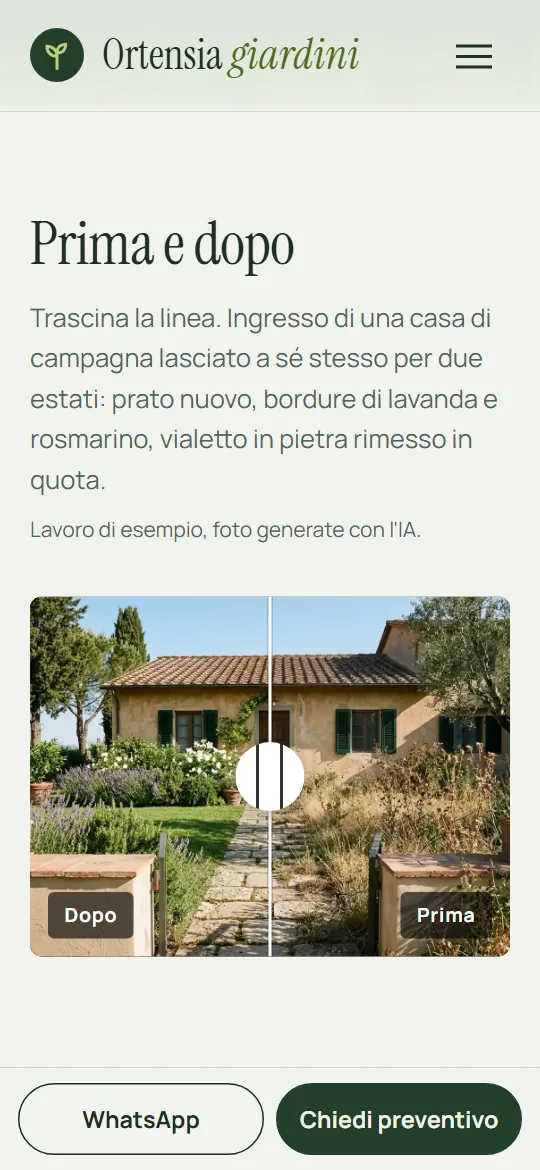 Ortensia giardini
Prima e dopo
Trascina la linea. Ingresso di una casa di
campagna lasciato a sé stesso per due
estati: prato nuovo, bordure di lavanda e
rosmarino, vialetto in pietra rimesso in
quota.
Lavoro di esempio, foto generate con l'IA.
Dopo
Prima
WhatsApp
Chiedi preventivo